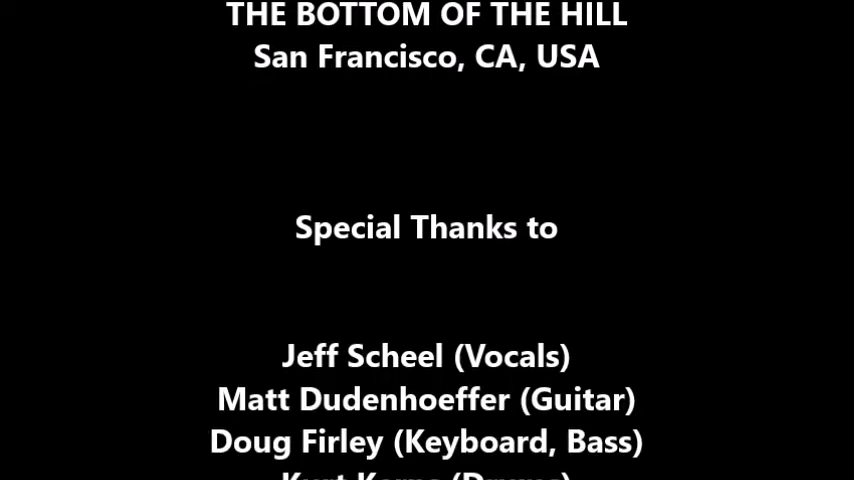 THE BOTTOM OF THE HILL
San Francisco, CA, USA
Special Thanks to
Jeff Scheel (Vocals)
Matt Dudenhoeffer (Guitar)
Doug Firley (Keyboard, Bass)